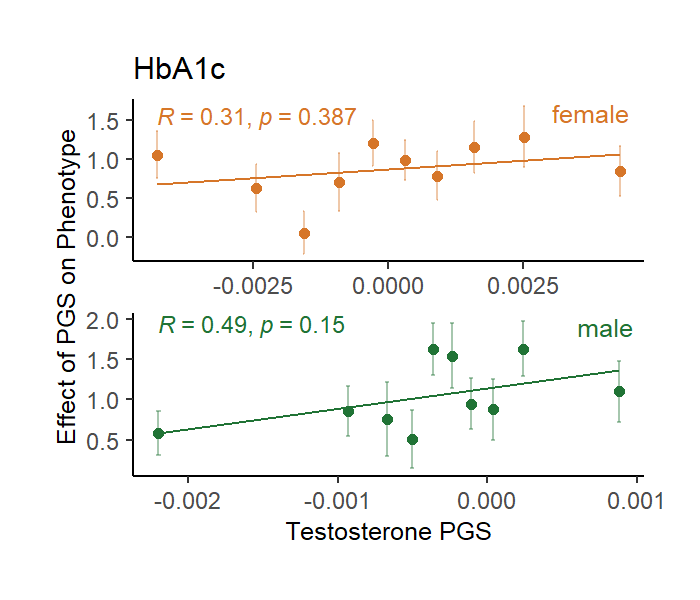 HbA1c
Effect of PGS on Phenotype
R = 0.31, p = 0.387
female
1.5
1.0
0.5
0.0
-0.0025 0.0000 0.0025
R = 0.49, p = 0.15
male
2.0
1.5
1.0
0.5
-0.002 -0.001 0.000 0.001
Testosterone PGS